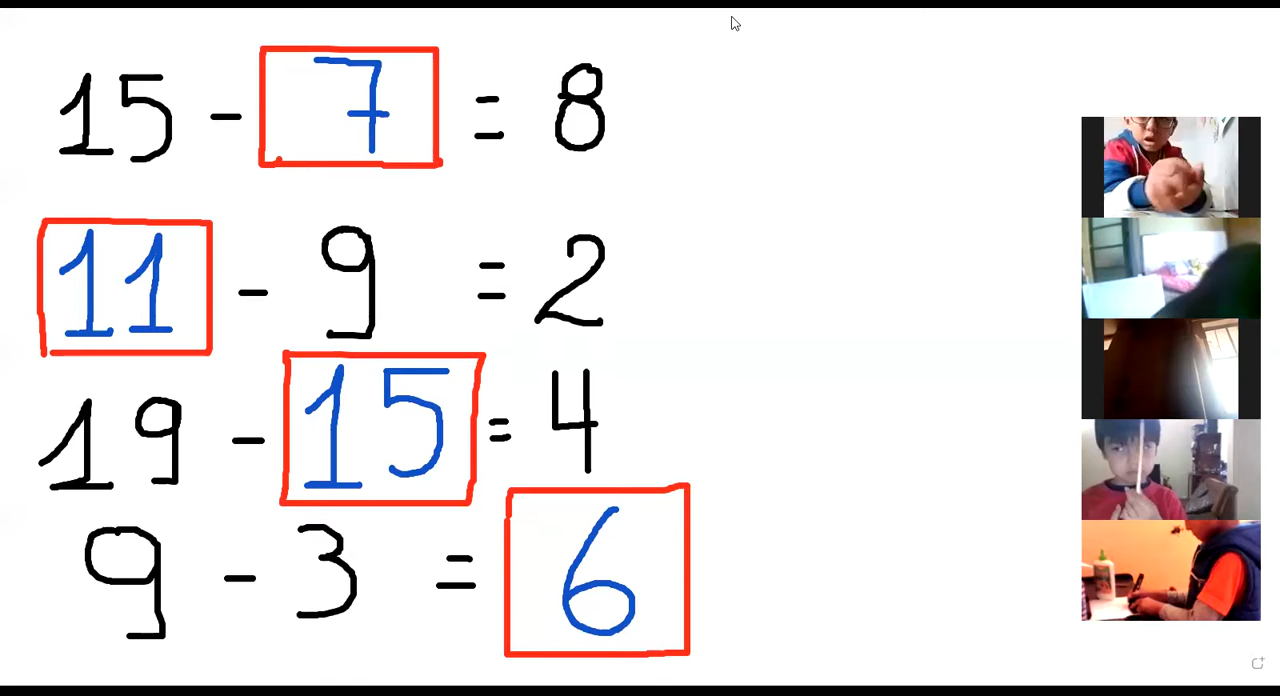 15 - 7 = 8
11 - 9 = 2
19 - 15 = 4
9 - 3 = 6